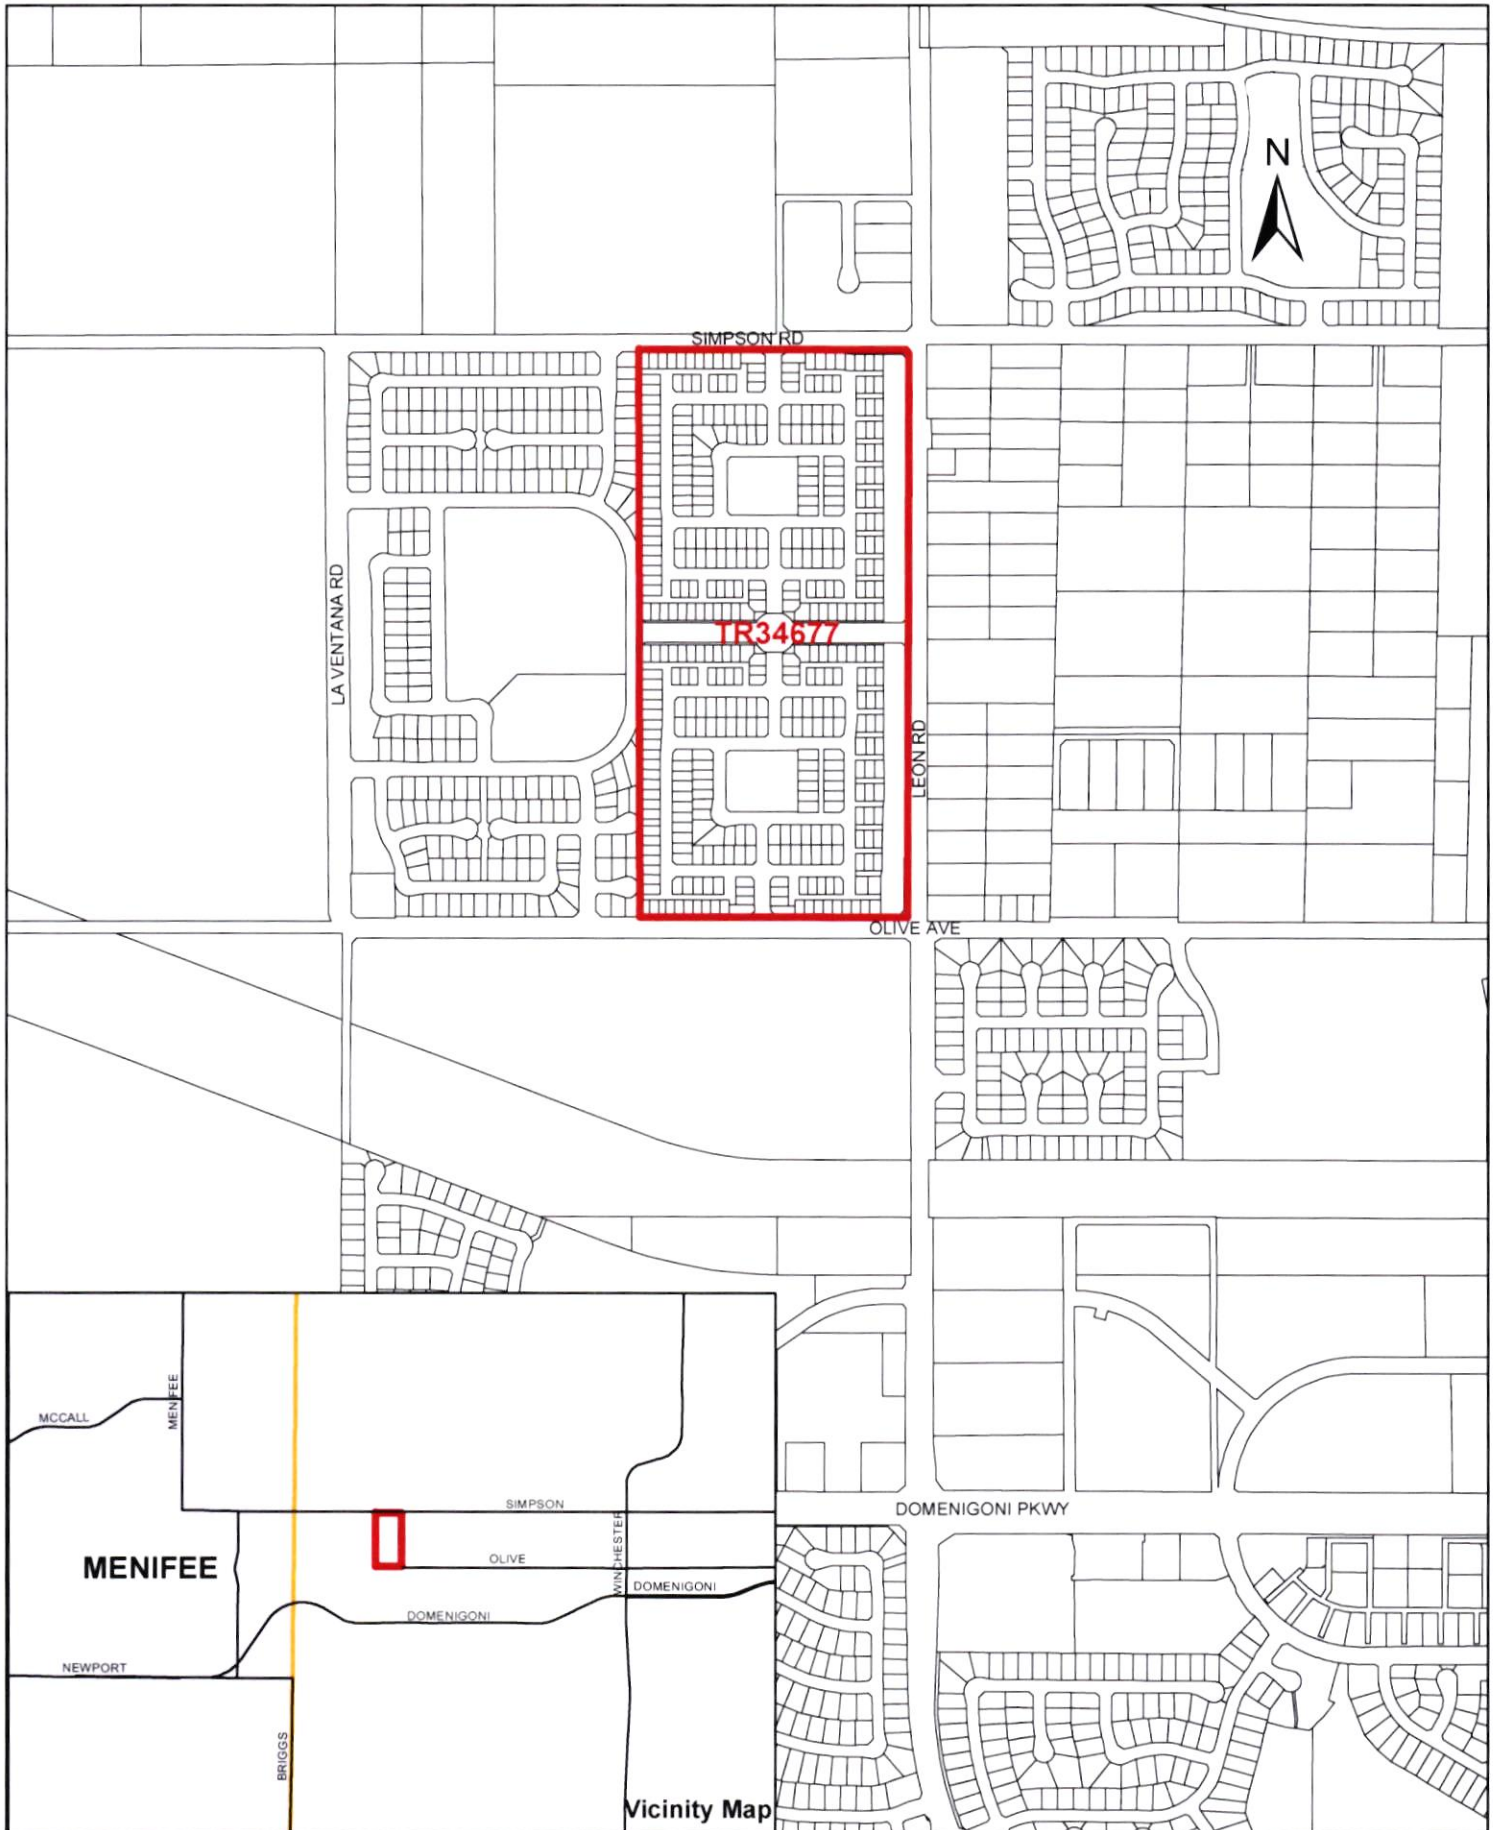 N
SIMPSON RD
LA VENTANA RD
TR34677
LEON RD
OLIVE AVE
DOMENIGONI PKWY
MCCALL
MENIFEE
SIMPSON
MENIFEE
OLIVE
WINCHESTER
DOMENIGONI
DOMENIGONI
NEWPORT
BRIGGS
Vicinity Map